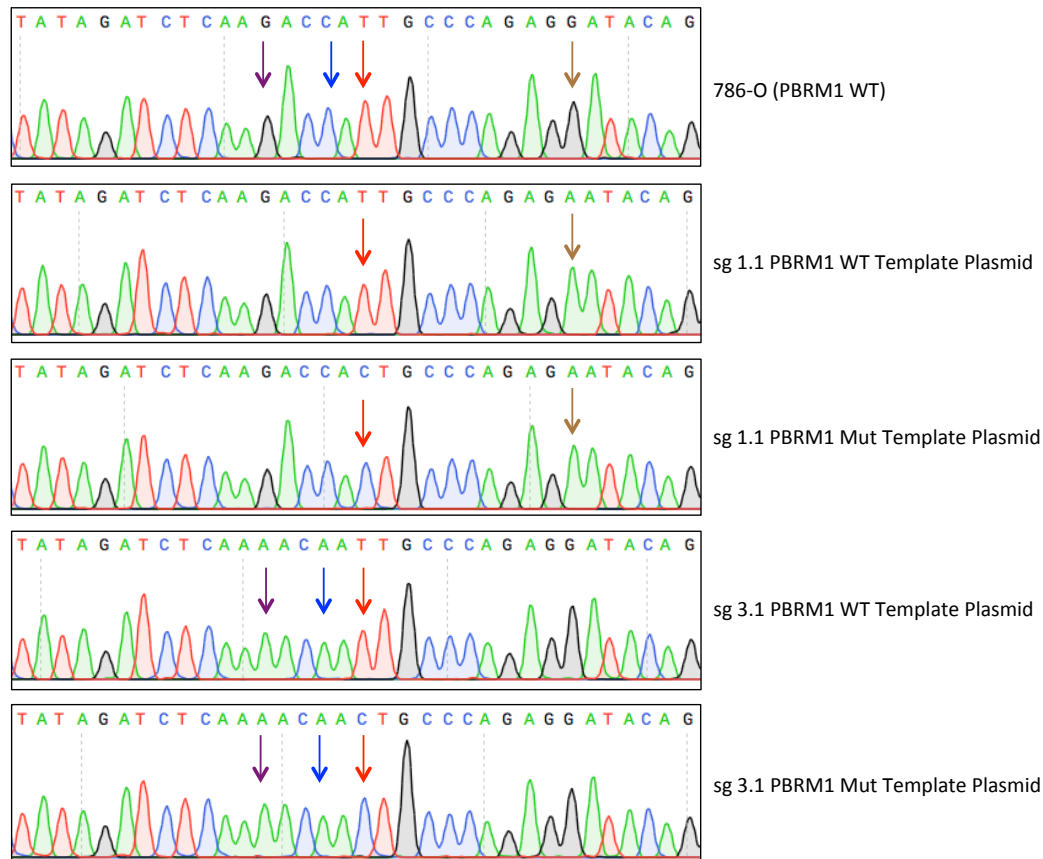 T A T A G A T C T C A A G A C C A T T G C C C A G A G G A T A C A G
786-O (PBRM1 WT)
T A T A G A T C T C A A G A C C A T T G C C C A G A G A A T A C A G
sg 1.1 PBRM1 WT Template Plasmid
T A T A G A T C T C A A G A C C A C T G C C C A G A G A A T A C A G
sg 1.1 PBRM1 Mut Template Plasmid
T A T A G A T C T C A A A A C A A T T G C C C A G A G G A T A C A G
sg 3.1 PBRM1 WT Template Plasmid
T A T A G A T C T C A A A A C A A C T G C C C A G A G G A T A C A G
sg 3.1 PBRM1 Mut Template Plasmid